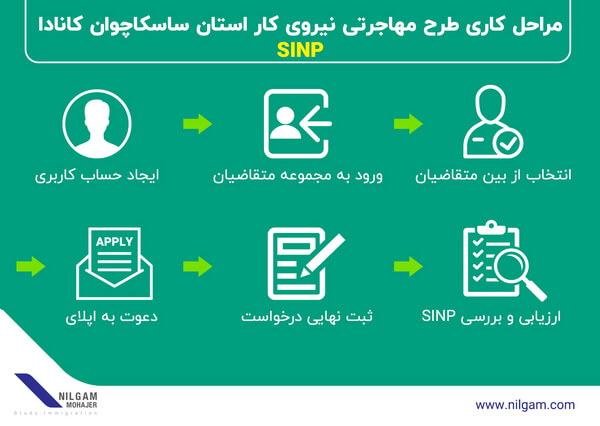 مراحل کاری طرح مهاجرتی نیروی کار استان ساسکاچوان کانادا
SINP
ایجاد حساب کاربری
ورود به مجموعه متقاضیان
انتخاب از بین متقاضیان
APPLY
دعوت به اپلای
ثبت نهایی درخواست
ارزیابی و بررسی SINP
NILGAM
MOHAJER
Study.Immigration
www.nilgam.com